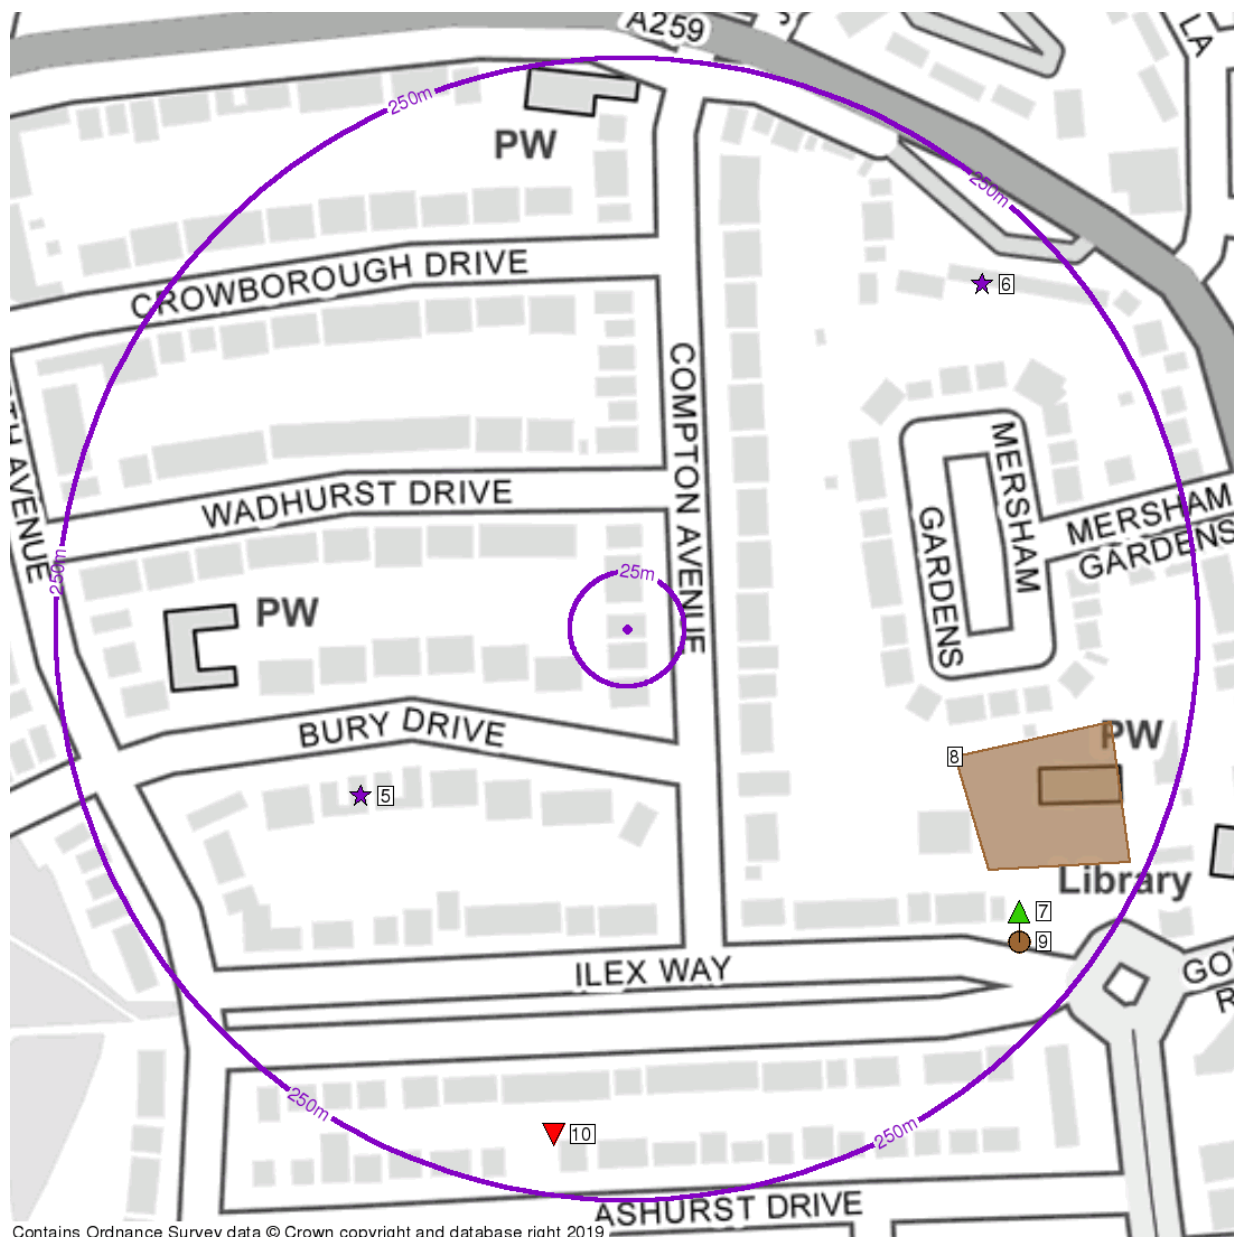 A259
LA
250m
PW
250m
CROWBOROUGH DRIVE
6
COMPTON AVENUE
MERSHAM
GARDENS
MERSHAM
GARDENS
WADHURST DRIVE
AVENUE
250m
25m
PW
BURY DRIVE
PW
8
5
Library
7
9
ILEX WAY
250m
10
250m
ASHURST DRIVE
Contains Ordnance Survey data © Crown copyright and database right 2019